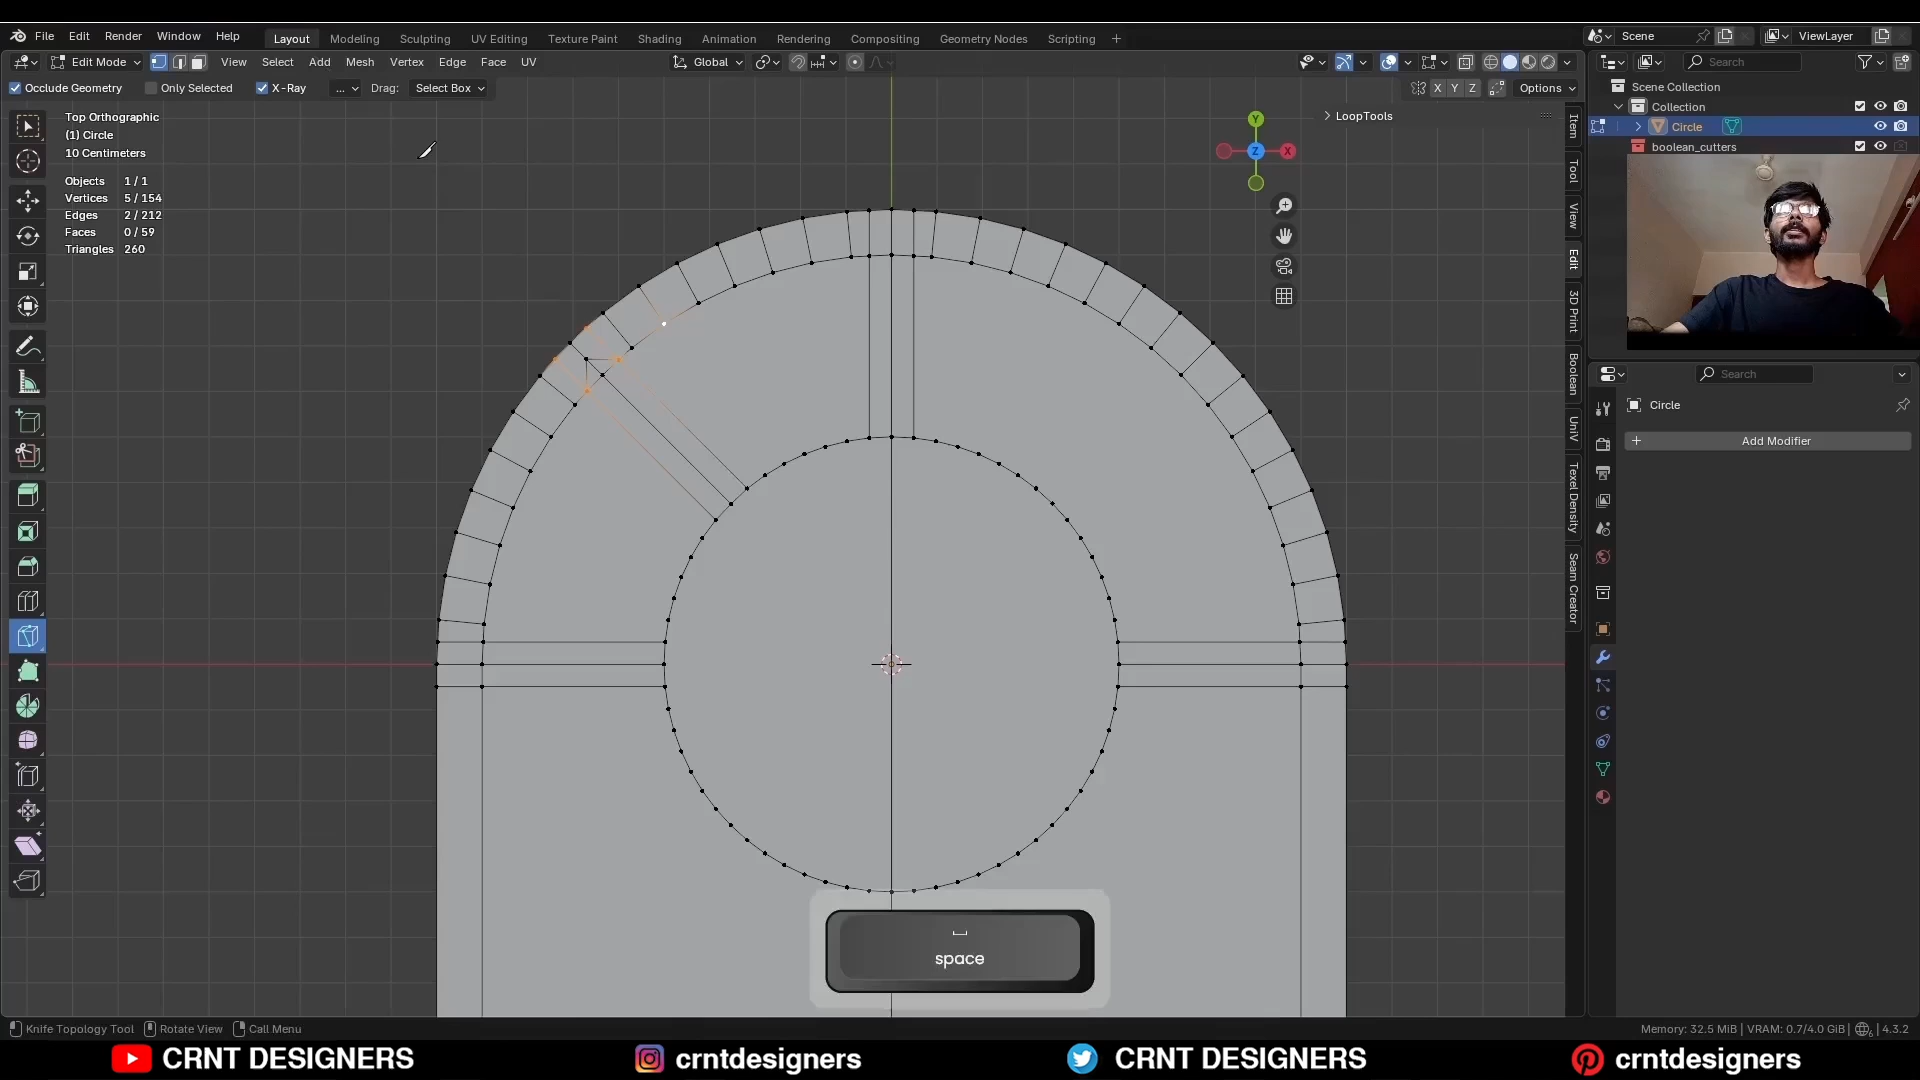 File Edit Render Window Help Layout Modeling Sculpting UV Editing Texture Paint Shading Animation Rendering Compositing Geometry Nodes Scripting + Scene ViewLayer
Edit Mode View Select Add Mesh Vertex Edge Face UV Global Search
Occlude Geometry Only Selected X-Ray ... Drag: Select Box X Y Z Options
Scene Collection
Collection
Circle
boolean_cutters
Top Orthographic
(1) Circle
10 Centimeters
Objects 1 / 1
Vertices 5 / 154
Edges 2 / 212
Faces 0 / 59
Triangles 260
LoopTools
Y
Z
X
Item
Tool
View
Edit
3D Print
Boolean
UniV
Texel Density
Seam Creator
Search
Circle
+ Add Modifier
space
Knife Topology Tool Rotate View Call Menu Memory: 32.5 MiB | VRAM: 0.7/4.0 GiB | 4.3.2
CRNT DESIGNERS crntdesigners CRNT DESIGNERS crntdesigners